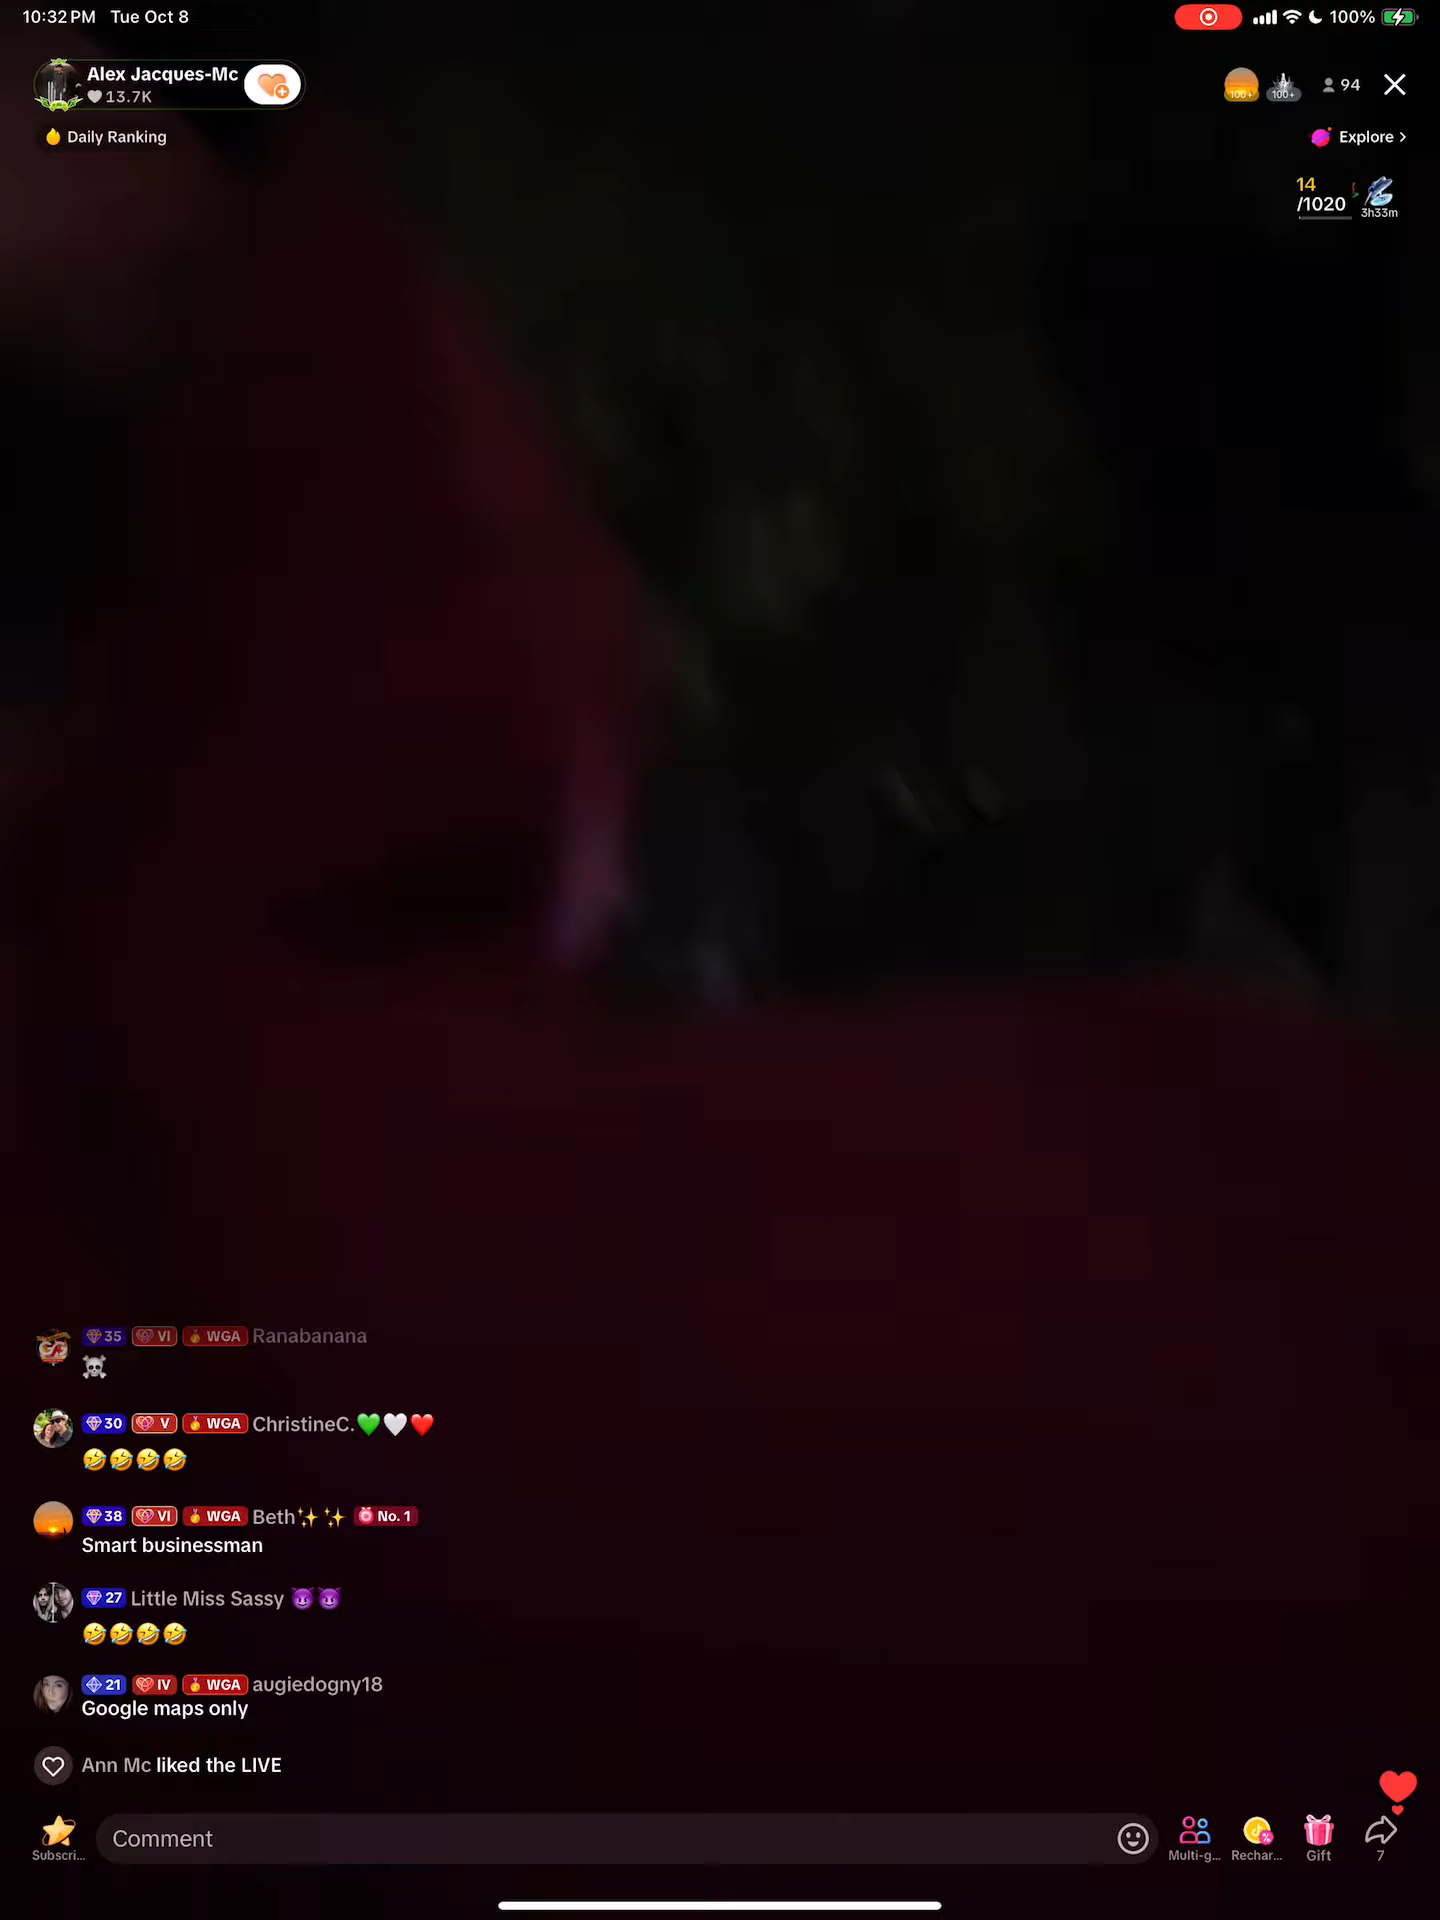 10:32 PM Tue Oct 8
100%
Alex Jacques-Mc
13.7K
100+
100+
94
Daily Ranking
Explore >
14
/1020
3h33m
35 VI WGA Ranabanana
☠️
30 V WGA ChristineC.💚🤍❤️
🤣🤣🤣🤣
38 VI WGA Beth✨✨ No. 1
Smart businessman
27 Little Miss Sassy 😈😈
🤣🤣🤣🤣
21 IV WGA augiedogny18
Google maps only
Ann Mc liked the LIVE
Comment
Subscri...
Multi-g...
Rechar...
Gift
7